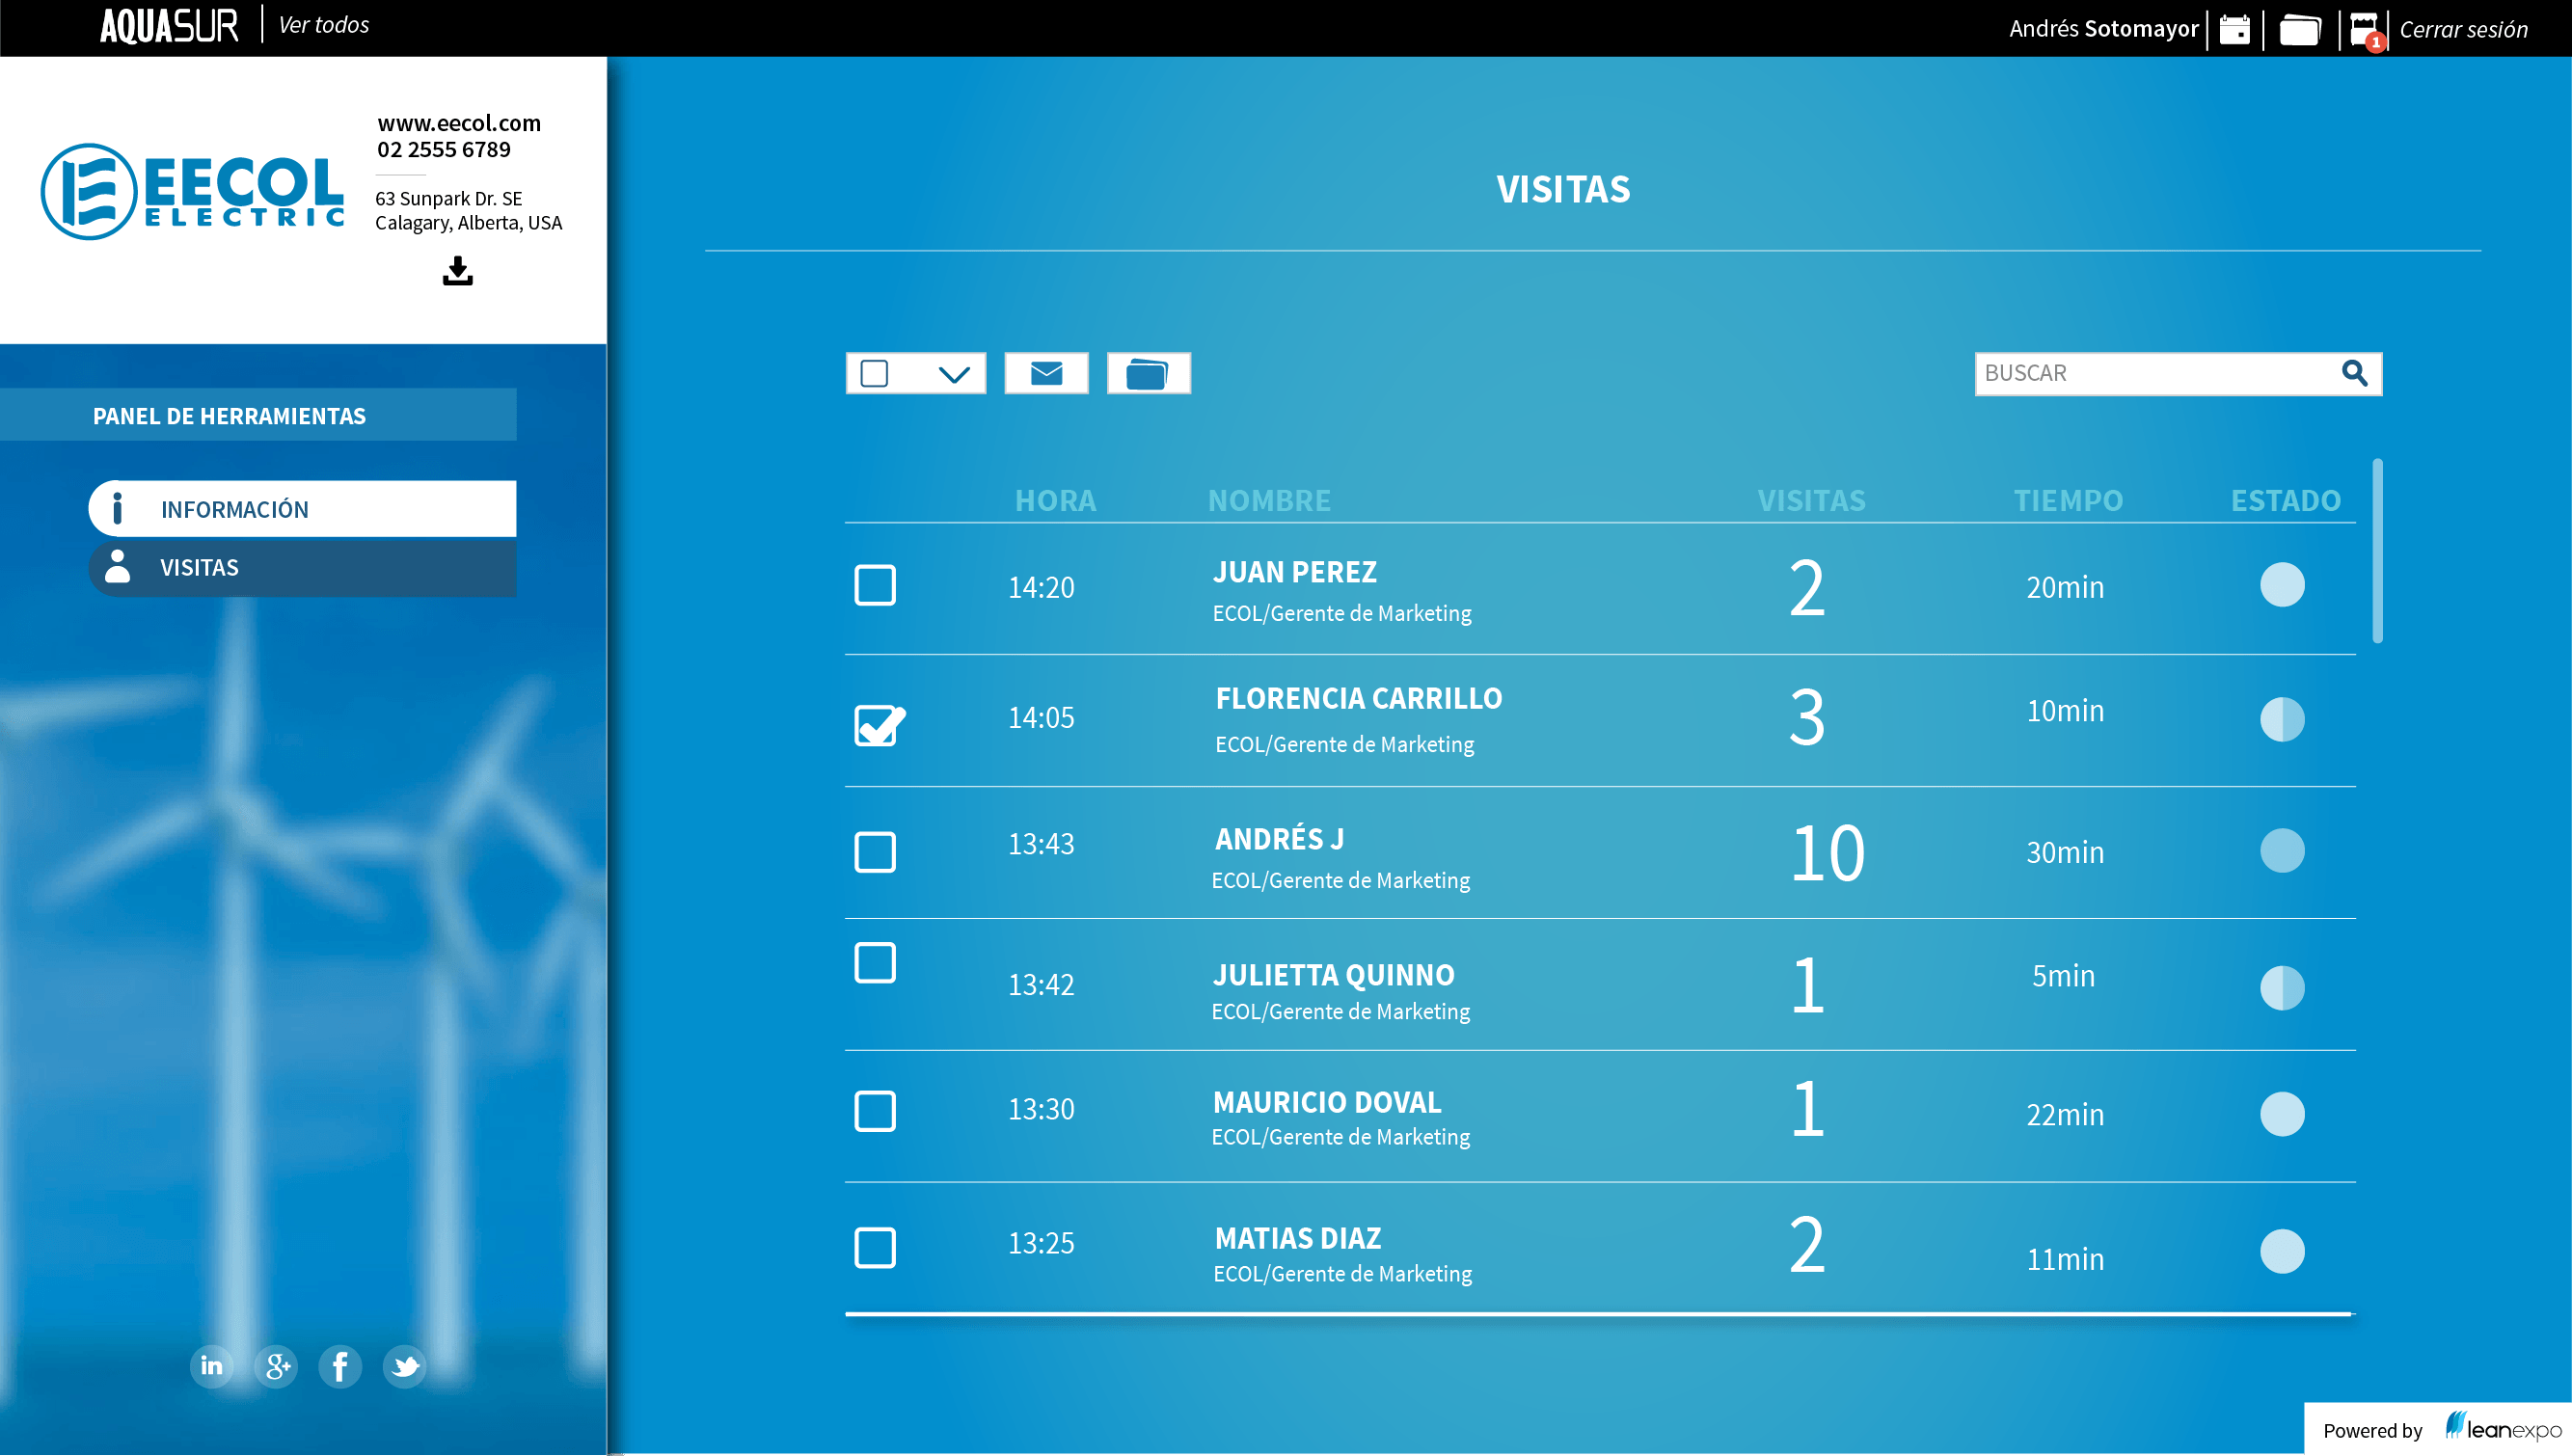 AQUASUR
Ver todos
Andrés Sotomayor
1
Cerrar sesión
www.eecol.com
02 2555 6789
EECOL
ELECTRIC
63 Sunpark Dr. SE
Calagary, Alberta, USA
PANEL DE HERRAMIENTAS
INFORMACIÓN
VISITAS
in
g+
f
VISITAS
BUSCAR
HORA NOMBRE VISITAS TIEMPO ESTADO
14:20 JUAN PEREZ 2 20min
ECOL/Gerente de Marketing
14:05 FLORENCIA CARRILLO 3 10min
ECOL/Gerente de Marketing
13:43 ANDRÉS J 10 30min
ECOL/Gerente de Marketing
13:42 JULIETTA QUINNO 1 5min
ECOL/Gerente de Marketing
13:30 MAURICIO DOVAL 1 22min
ECOL/Gerente de Marketing
13:25 MATIAS DIAZ 2 11min
ECOL/Gerente de Marketing
Powered by leanexpo